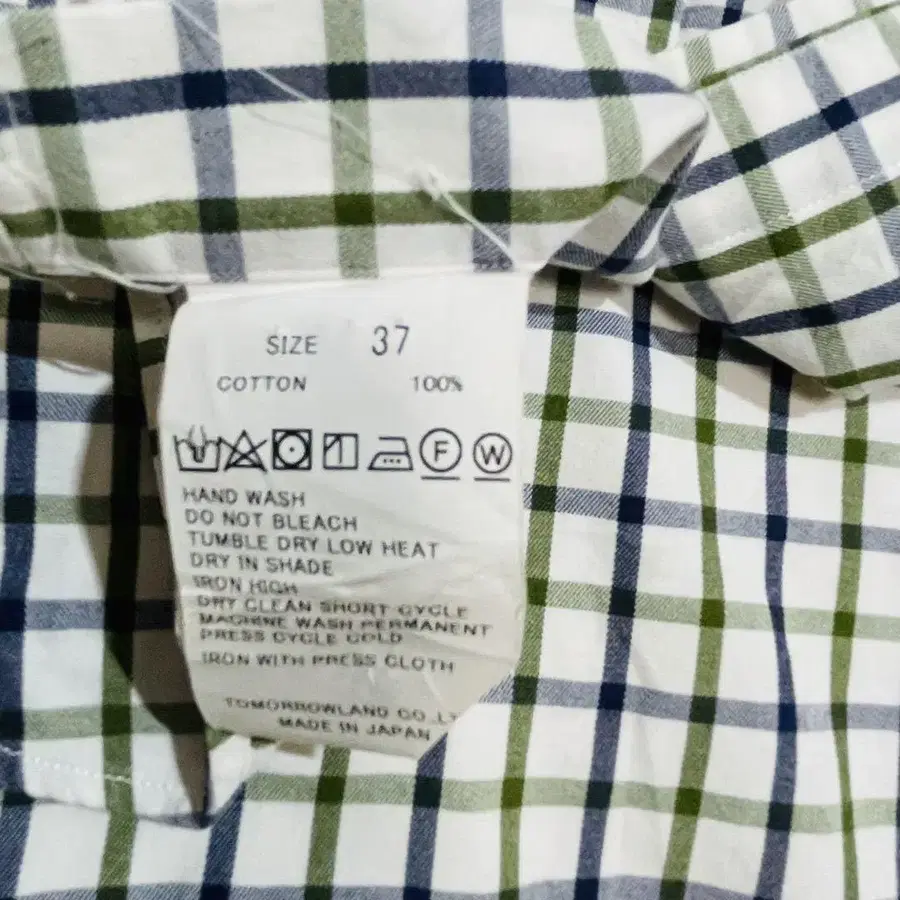 SIZE 37
COTTON 100%
F W
HAND WASH
DO NOT BLEACH
TUMBLE DRY LOW HEAT
DRY IN SHADE
IRON HIGH
DRY CLEAN SHORT CYCLE
MACHINE WASH PERMANENT
PRESS CYCLE COLD
IRON WITH PRESS CLOTH
TOMORROWLAND CO.,LT
MADE IN JAPAN